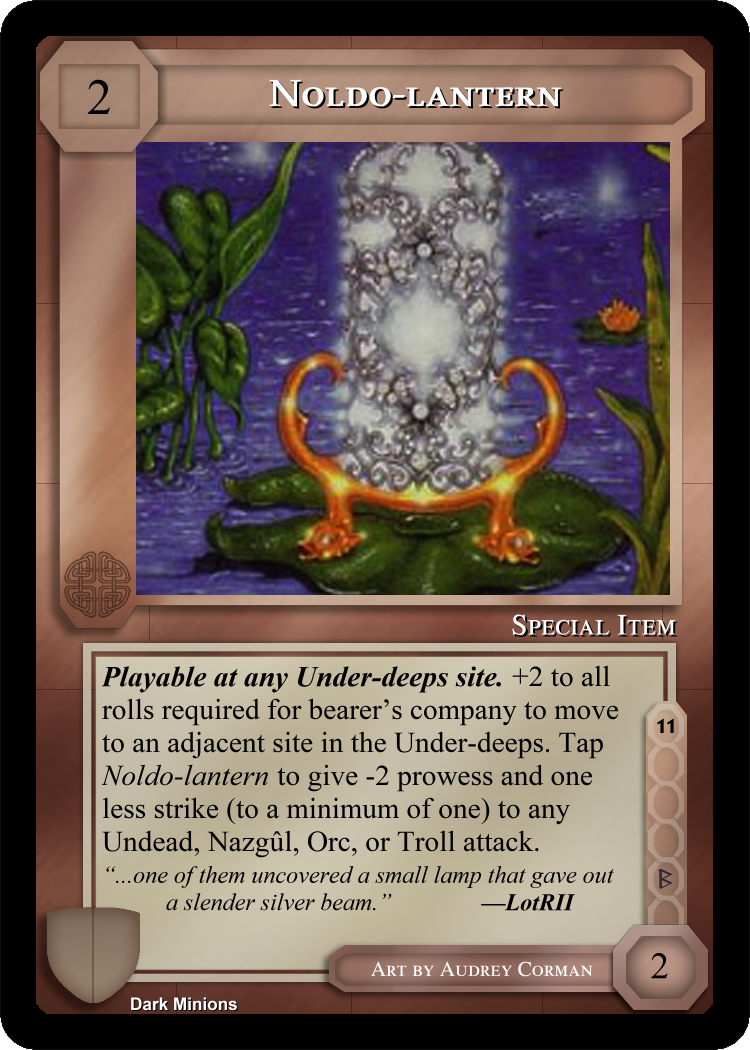 2
Noldo-lantern
Special Item
Playable at any Under-deeps site. +2 to all
rolls required for bearer’s company to move
to an adjacent site in the Under-deeps. Tap
Noldo-lantern to give -2 prowess and one
less strike (to a minimum of one) to any
Undead, Nazgûl, Orc, or Troll attack.
“...one of them uncovered a small lamp that gave out
a slender silver beam.” —LotRII
11
ᛒ
Art by Audrey Corman
2
Dark Minions